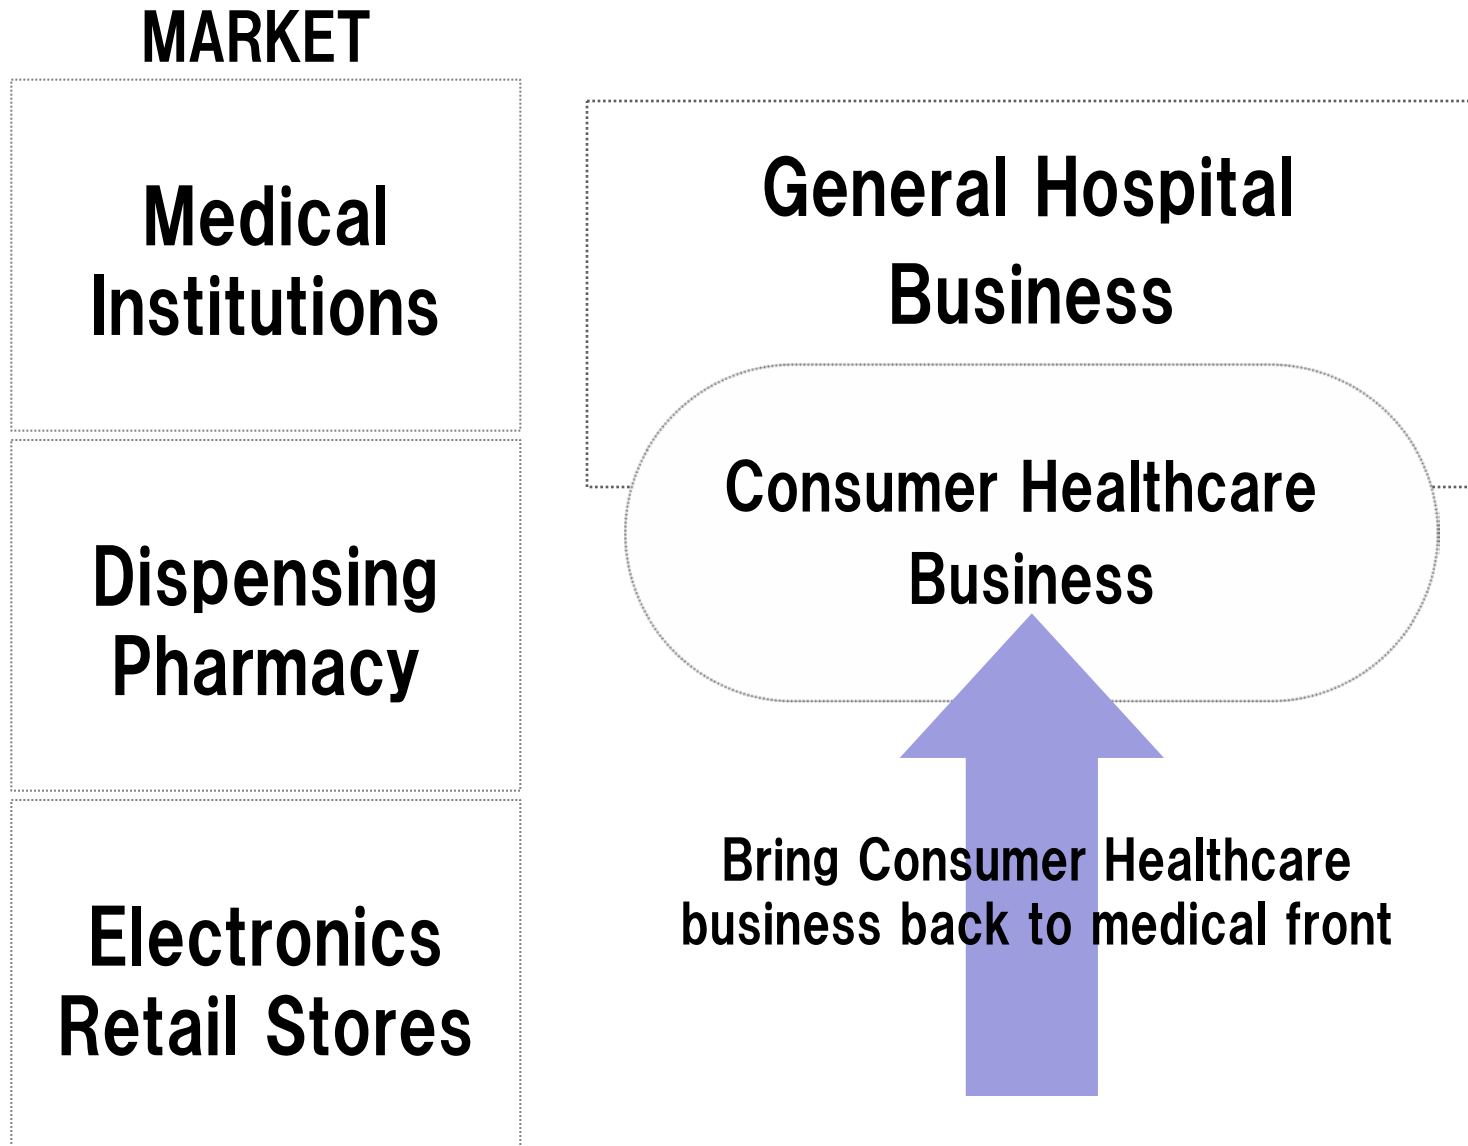 MARKET
Medical
Institutions
Dispensing
Pharmacy
Electronics
Retail Stores
General Hospital
Business
Consumer Healthcare
Business
Bring Consumer Healthcare
business back to medical front